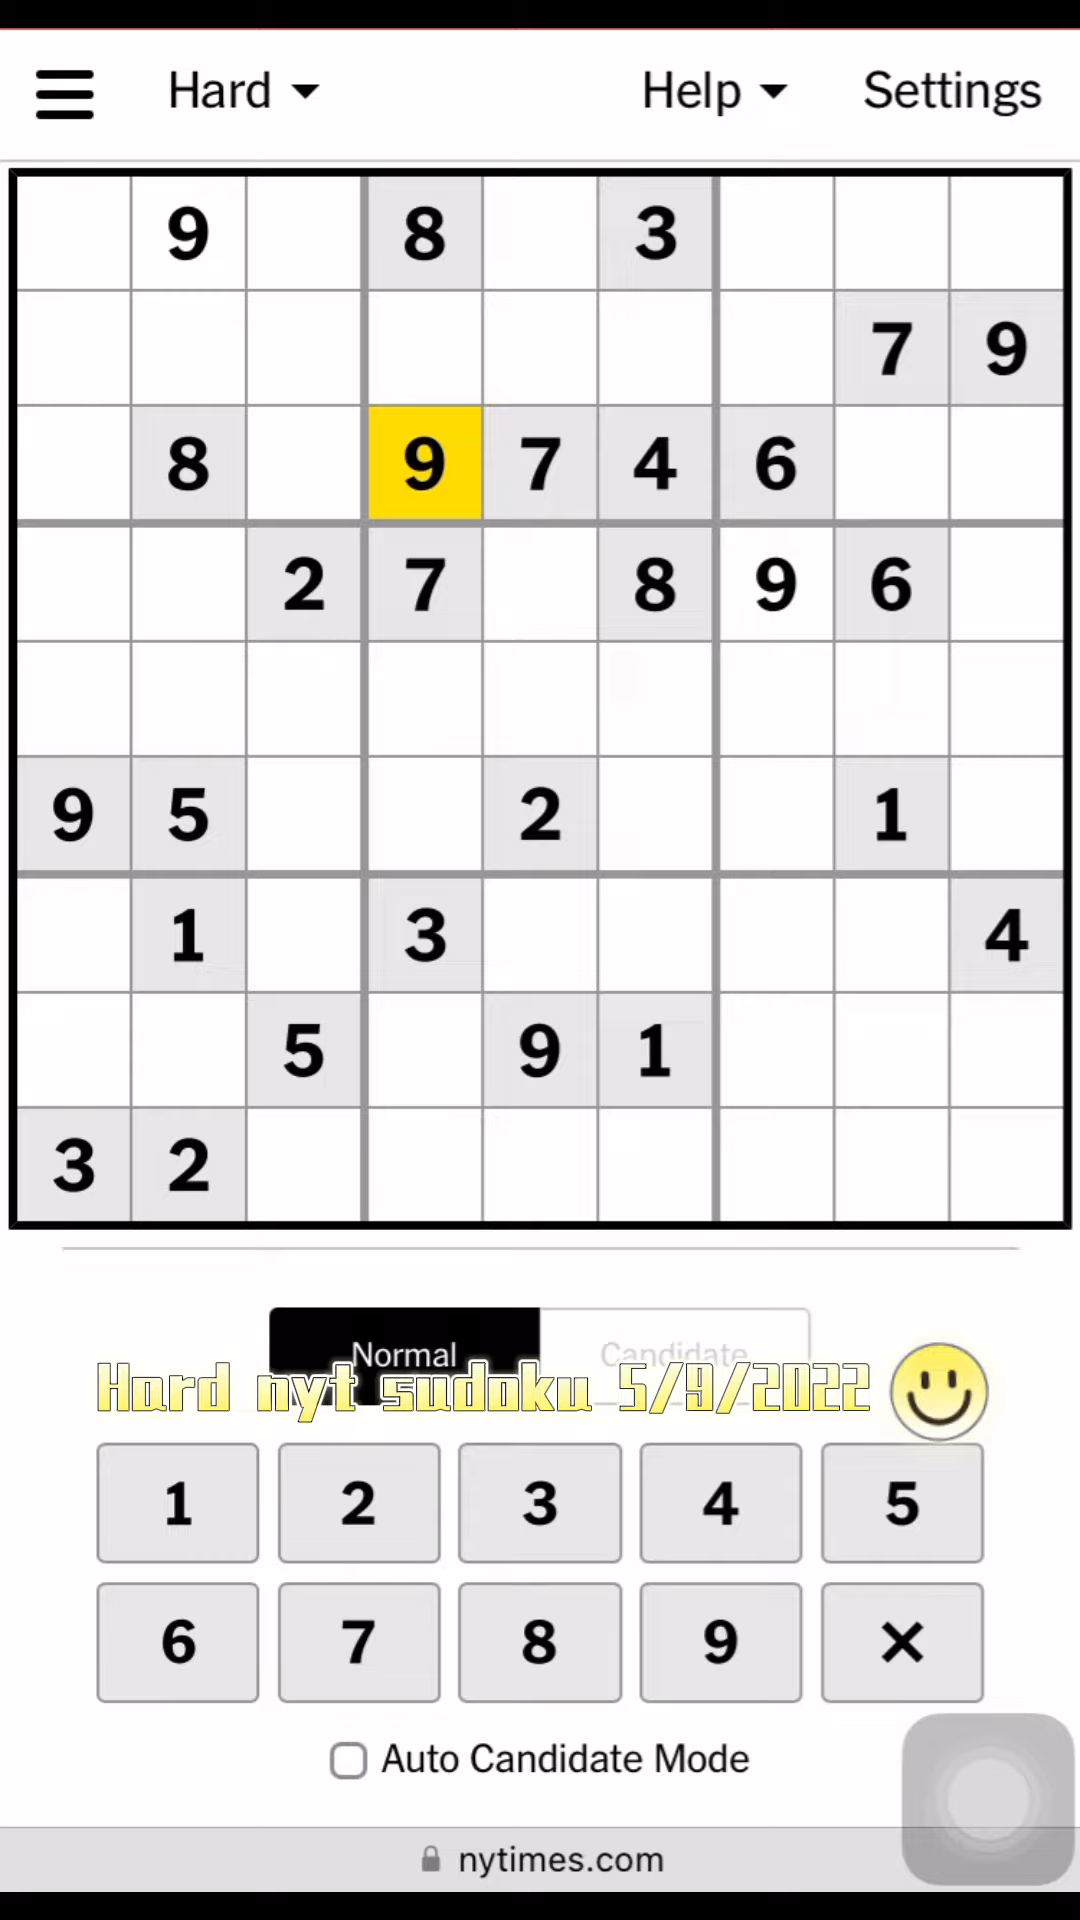 Hard Help Settings
9 8 3
7 9
8 9 7 4 6
2 7 8 9 6
9 5 2 1
1 3 4
5 9 1
3 2
Normal Candidate
Hard nyt sudoku 5/9/2022
1 2 3 4 5
6 7 8 9 ×
Auto Candidate Mode
nytimes.com